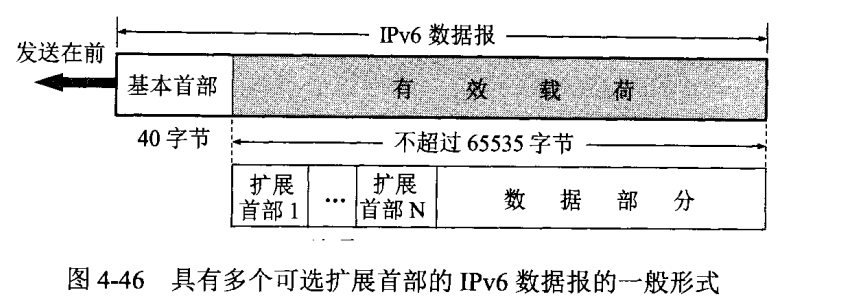 IPv6 数据报
发送在前
基本首部
有 效 载 荷
40 字节
不超过 65535 字节
扩展
首部 1
...
扩展
首部 N
数 据 部 分
图 4-46 具有多个可选扩展首部的 IPv6 数据报的一般形式